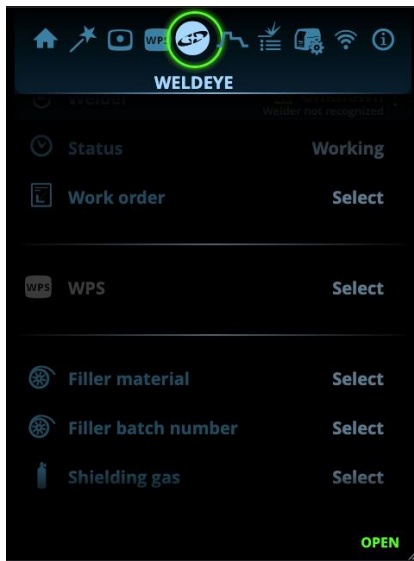 WPS
WELDEYE
Welder
Welder not recognized
Status Working
Work order Select
WPS WPS Select
Filler material Select
Filler batch number Select
Shielding gas Select
OPEN